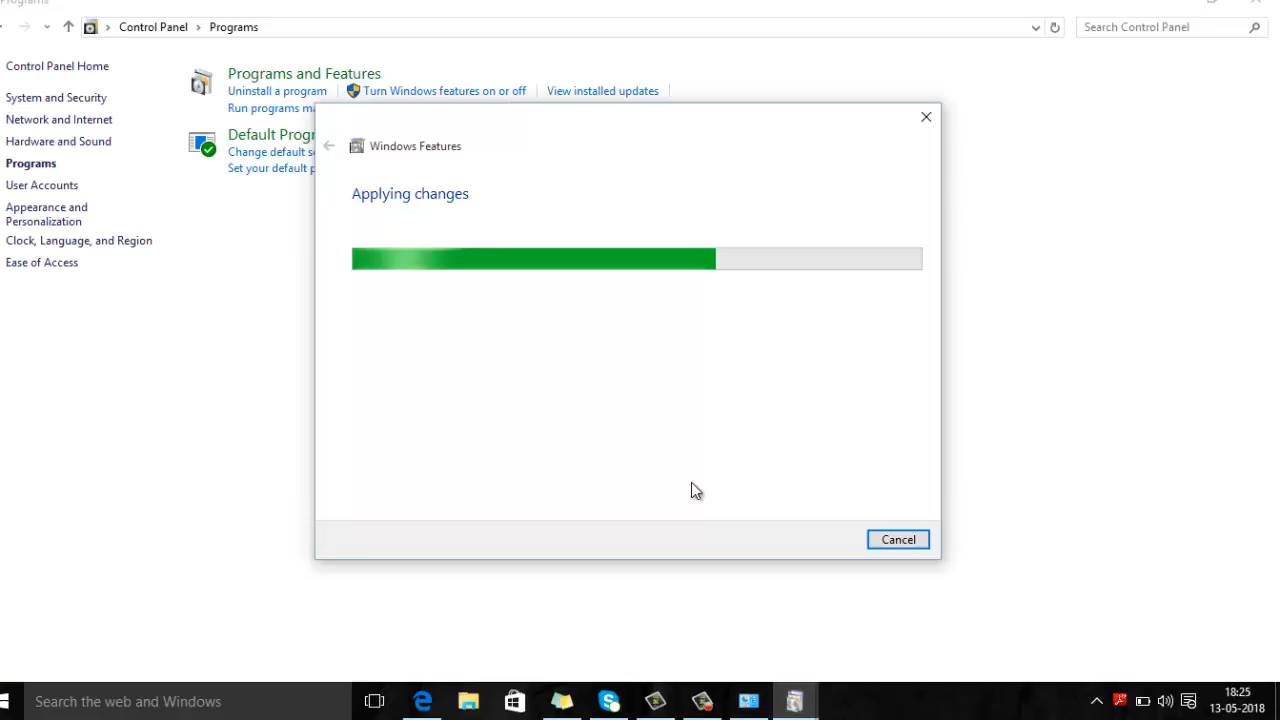 Programs
Control Panel > Programs
Search Control Panel
Control Panel Home
System and Security
Network and Internet
Hardware and Sound
Programs
User Accounts
Appearance and
Personalization
Clock, Language, and Region
Ease of Access
Programs and Features
Uninstall a program
Turn Windows features on or off
View installed updates
Run programs
Default
Change default
Set your default
Windows Features
Applying changes
Cancel
Search the web and Windows
18:25
13-05-2018